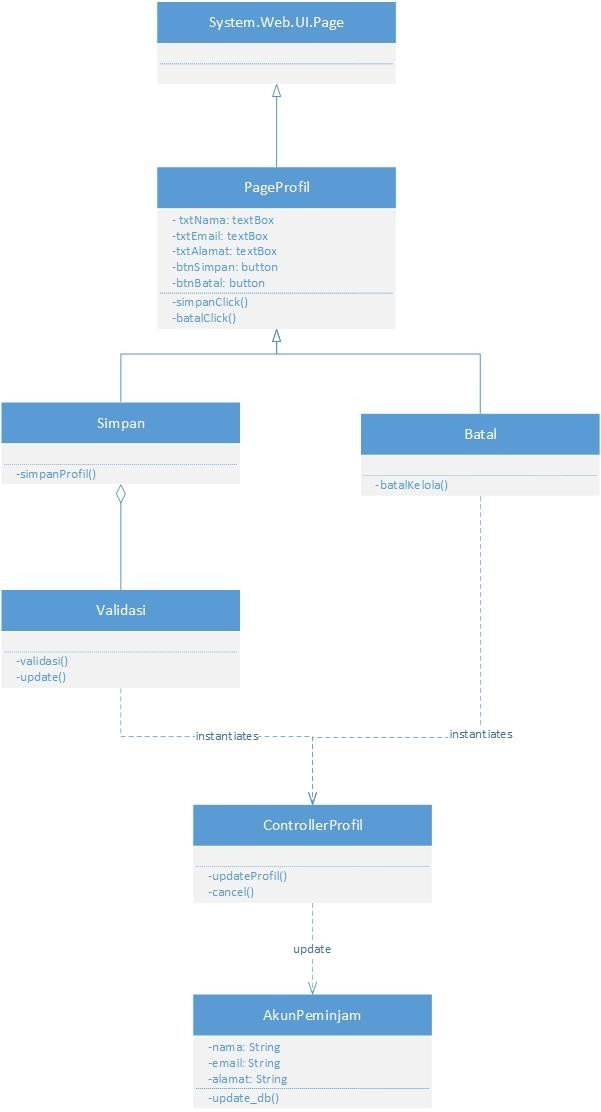 System.Web.UI.Page
PageProfil
- txtNama: textBox
-txtEmail: textBox
-txtAlamat: textBox
-btnSimpan: button
-btnBatal: button
-simpanClick()
-batalClick()
Simpan
-simpanProfil()
Batal
-batalKelola()
Validasi
-validasi()
-update()
instantiates
instantiates
ControllerProfil
-updateProfil()
-cancel()
update
AkunPeminjam
-nama: String
-email: String
-alamat: String
-update_db()